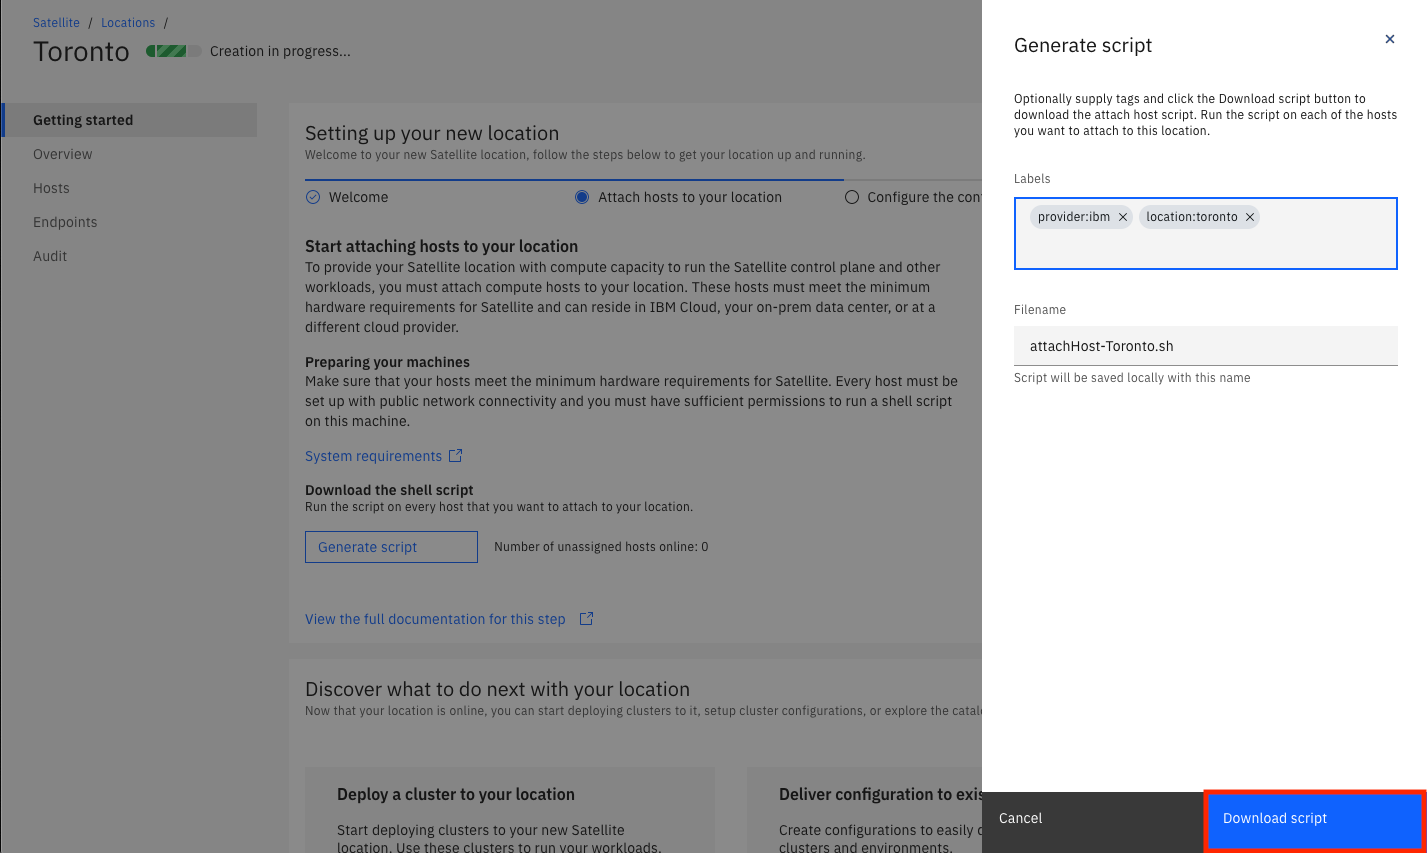 Satellite / Locations /
Toronto Creation in progress...
Getting started
Overview
Hosts
Endpoints
Audit
Setting up your new location
Welcome to your new Satellite location, follow the steps below to get your location up and running.
Welcome
Attach hosts to your location
Configure the con
Start attaching hosts to your location
To provide your Satellite location with compute capacity to run the Satellite control plane and other
workloads, you must attach compute hosts to your location. These hosts must meet the minimum
hardware requirements for Satellite and can reside in IBM Cloud, your on-prem data center, or at a
different cloud provider.
Preparing your machines
Make sure that your hosts meet the minimum hardware requirements for Satellite. Every host must be
set up with public network connectivity and you must have sufficient permissions to run a shell script
on this machine.
System requirements
Download the shell script
Run the script on every host that you want to attach to your location.
Generate script
Number of unassigned hosts online: 0
View the full documentation for this step
Discover what to do next with your location
Now that your location is online, you can start deploying clusters to it, setup cluster configurations, or explore the catal
Deploy a cluster to your location
Start deploying clusters to your new Satellite
location. Use these clusters to run your workloads,
Deliver configuration to exis
Create configurations to easily c
clusters and environments.
Generate script
Optionally supply tags and click the Download script button to
download the attach host script. Run the script on each of the hosts
you want to attach to this location.
Labels
provider:ibm
location:toronto
Filename
attachHost-Toronto.sh
Script will be saved locally with this name
Cancel
Download script